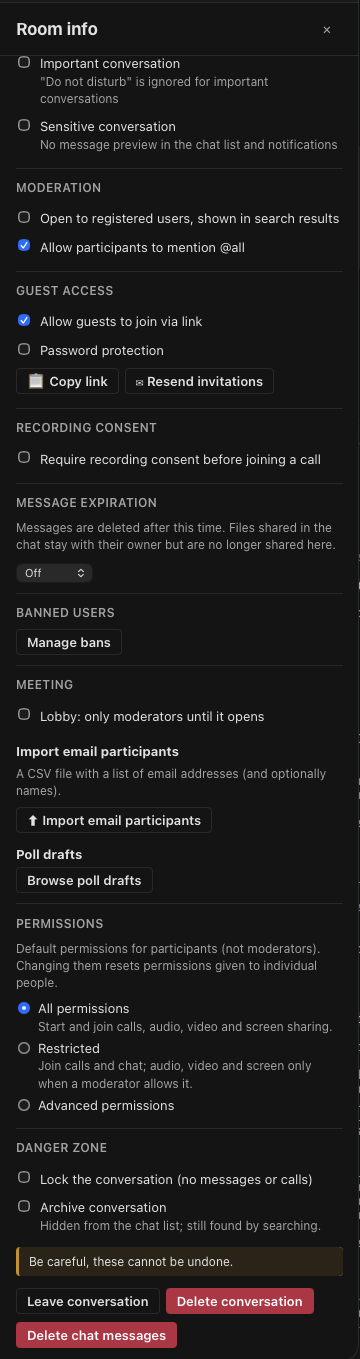 Room info
×
Important conversation
"Do not disturb" is ignored for important
conversations
Sensitive conversation
No message preview in the chat list and notifications
MODERATION
Open to registered users, shown in search results
Allow participants to mention @all
GUEST ACCESS
Allow guests to join via link
Password protection
📋 Copy link ✉ Resend invitations
RECORDING CONSENT
Require recording consent before joining a call
MESSAGE EXPIRATION
Messages are deleted after this time. Files shared in the
chat stay with their owner but are no longer shared here.
Off
BANNED USERS
Manage bans
MEETING
Lobby: only moderators until it opens
Import email participants
A CSV file with a list of email addresses (and optionally
names).
⬆ Import email participants
Poll drafts
Browse poll drafts
PERMISSIONS
Default permissions for participants (not moderators).
Changing them resets permissions given to individual
people.
All permissions
Start and join calls, audio, video and screen sharing.
Restricted
Join calls and chat; audio, video and screen only
when a moderator allows it.
Advanced permissions
DANGER ZONE
Lock the conversation (no messages or calls)
Archive conversation
Hidden from the chat list; still found by searching.
Be careful, these cannot be undone.
Leave conversation Delete conversation
Delete chat messages